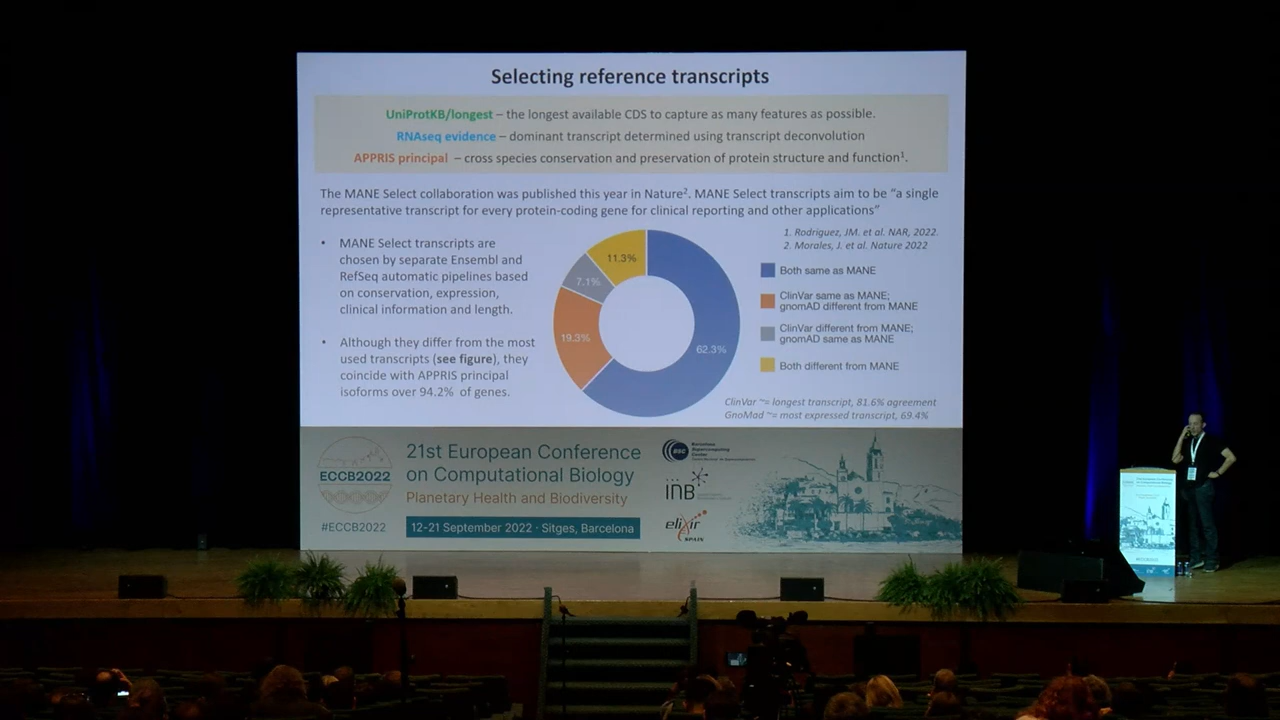 Selecting reference transcripts
UniProtKB/longest – the longest available CDS to capture as many features as possible.
RNAseq evidence – dominant transcript determined using transcript deconvolution
APPRIS principal – cross species conservation and preservation of protein structure and function¹.
The MANE Select collaboration was published this year in Nature². MANE Select transcripts aim to be “a single
representative transcript for every protein-coding gene for clinical reporting and other applications”
• MANE Select transcripts are
chosen by separate Ensembl and
RefSeq automatic pipelines based
on conservation, expression,
clinical information and length.
• Although they differ from the most
used transcripts (see figure), they
coincide with APPRIS principal
isoforms over 94.2% of genes.
11.3%
7.1%
19.3%
62.3%
1. Rodriguez, JM. et al. NAR, 2022.
2. Morales, J. et al. Nature 2022
Both same as MANE
ClinVar same as MANE;
gnomAD different from MANE
ClinVar different from MANE;
gnomAD same as MANE
Both different from MANE
ClinVar ~= longest transcript, 81.6% agreement
GnoMad ~= most expressed transcript, 69.4%
ECCB2022
#ECCB2022
21st European Conference
on Computational Biology
Planetary Health and Biodiversity
12-21 September 2022 · Sitges, Barcelona
BSC
Barcelona
Supercomputing
Center
INB
elixir
SPAIN
#ECCB2022